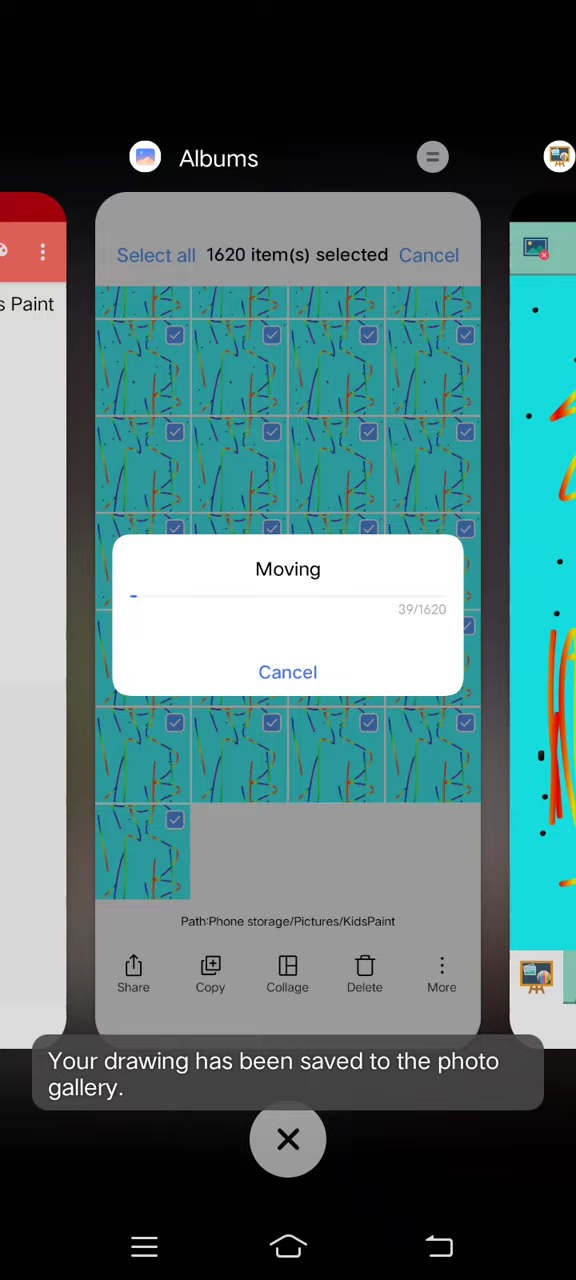 Albums
Select all 1620 item(s) selected Cancel
s Paint
Moving
39/1620
Cancel
Path:Phone storage/Pictures/KidsPaint
Share Copy Collage Delete More
Your drawing has been saved to the photo
gallery.